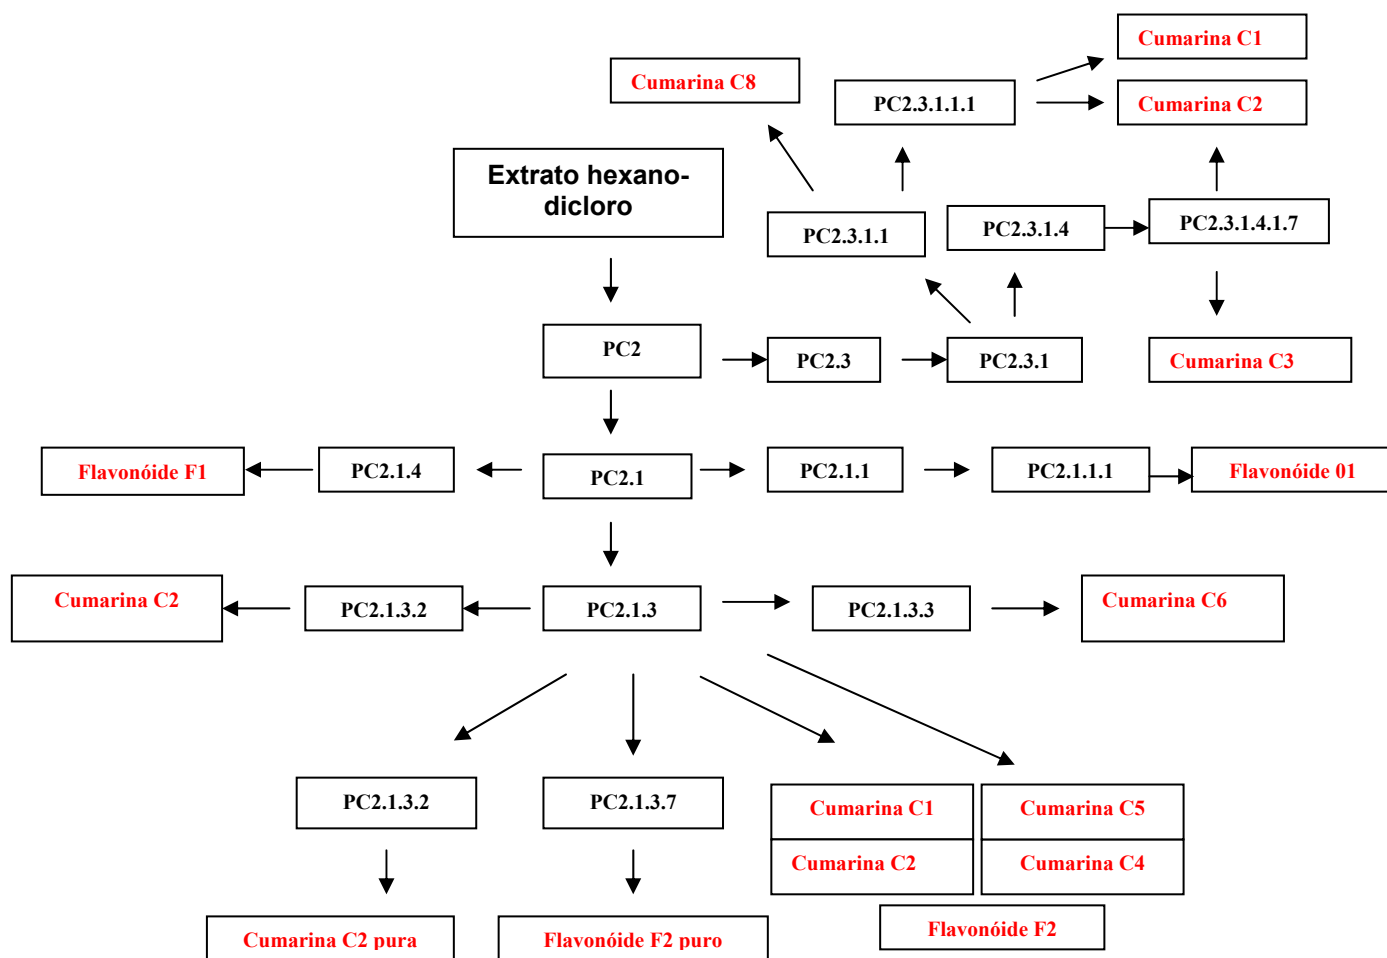 Cumarina C1
Cumarina C8
PC2.3.1.1.1
Cumarina C2
Extrato hexano-
dicloro
PC2.3.1.1
PC2.3.1.4
PC2.3.1.4.1.7
PC2
PC2.3
PC2.3.1
Cumarina C3
Flavonóide F1
PC2.1.4
PC2.1
PC2.1.1
PC2.1.1.1
Flavonóide 01
Cumarina C2
PC2.1.3.2
PC2.1.3
PC2.1.3.3
Cumarina C6
PC2.1.3.2
PC2.1.3.7
Cumarina C1
Cumarina C5
Cumarina C2
Cumarina C4
Cumarina C2 pura
Flavonóide F2 puro
Flavonóide F2